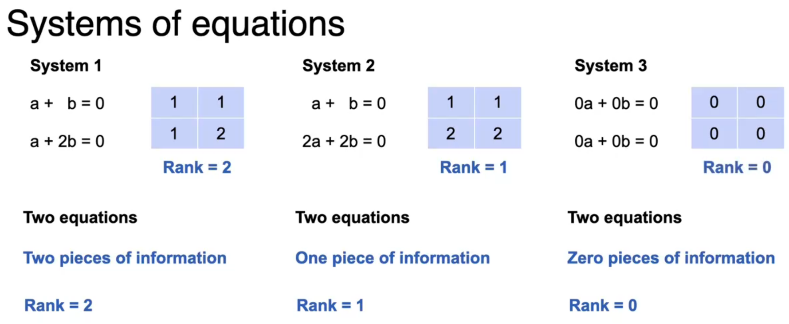 Systems of equations
System 1
a + b = 0
a + 2b = 0
1 1
1 2
Rank = 2
System 2
a + b = 0
2a + 2b = 0
1 1
2 2
Rank = 1
System 3
0a + 0b = 0
0a + 0b = 0
0 0
0 0
Rank = 0
Two equations
Two pieces of information
Rank = 2
Two equations
One piece of information
Rank = 1
Two equations
Zero pieces of information
Rank = 0